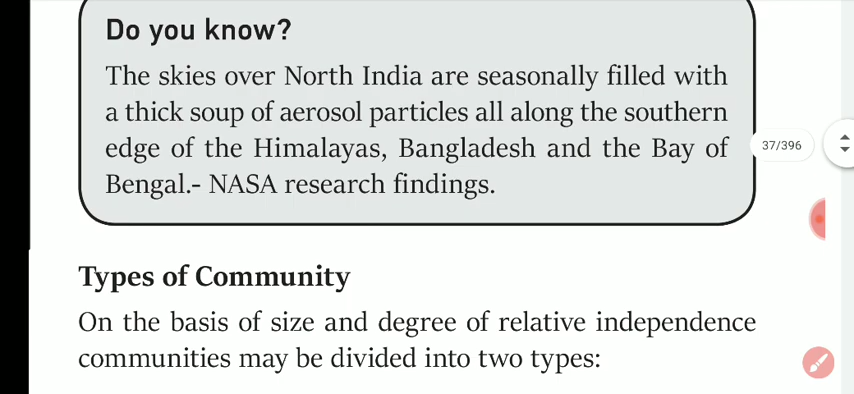 Do you know?
The skies over North India are seasonally filled with
a thick soup of aerosol particles all along the southern
edge of the Himalayas, Bangladesh and the Bay of
Bengal.- NASA research findings.
37/396
Types of Community
On the basis of size and degree of relative independence
communities may be divided into two types: